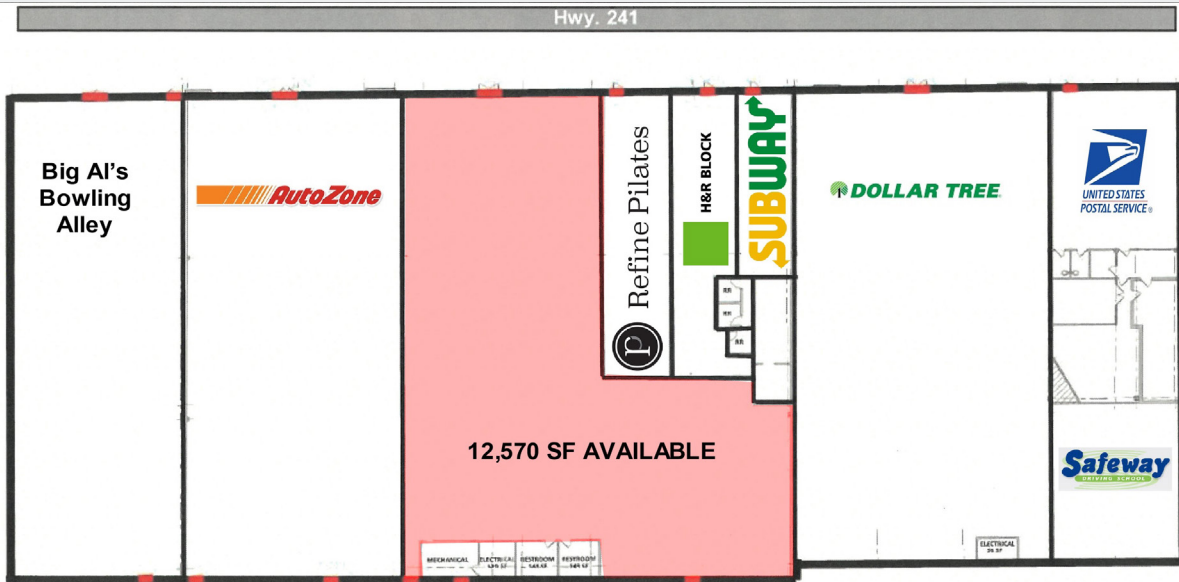 Hwy. 241
Big Al's
Bowling
Alley
AutoZone
Refine Pilates
H&R BLOCK
SUBWAY
DOLLAR TREE
UNITED STATES
POSTAL SERVICE®
RR
RR
RR
12,570 SF AVAILABLE
Safeway
DRIVING SCHOOL
MECHANICAL
ELECTRICAL
RESTROOM
RESTROOM
ELECTRICAL